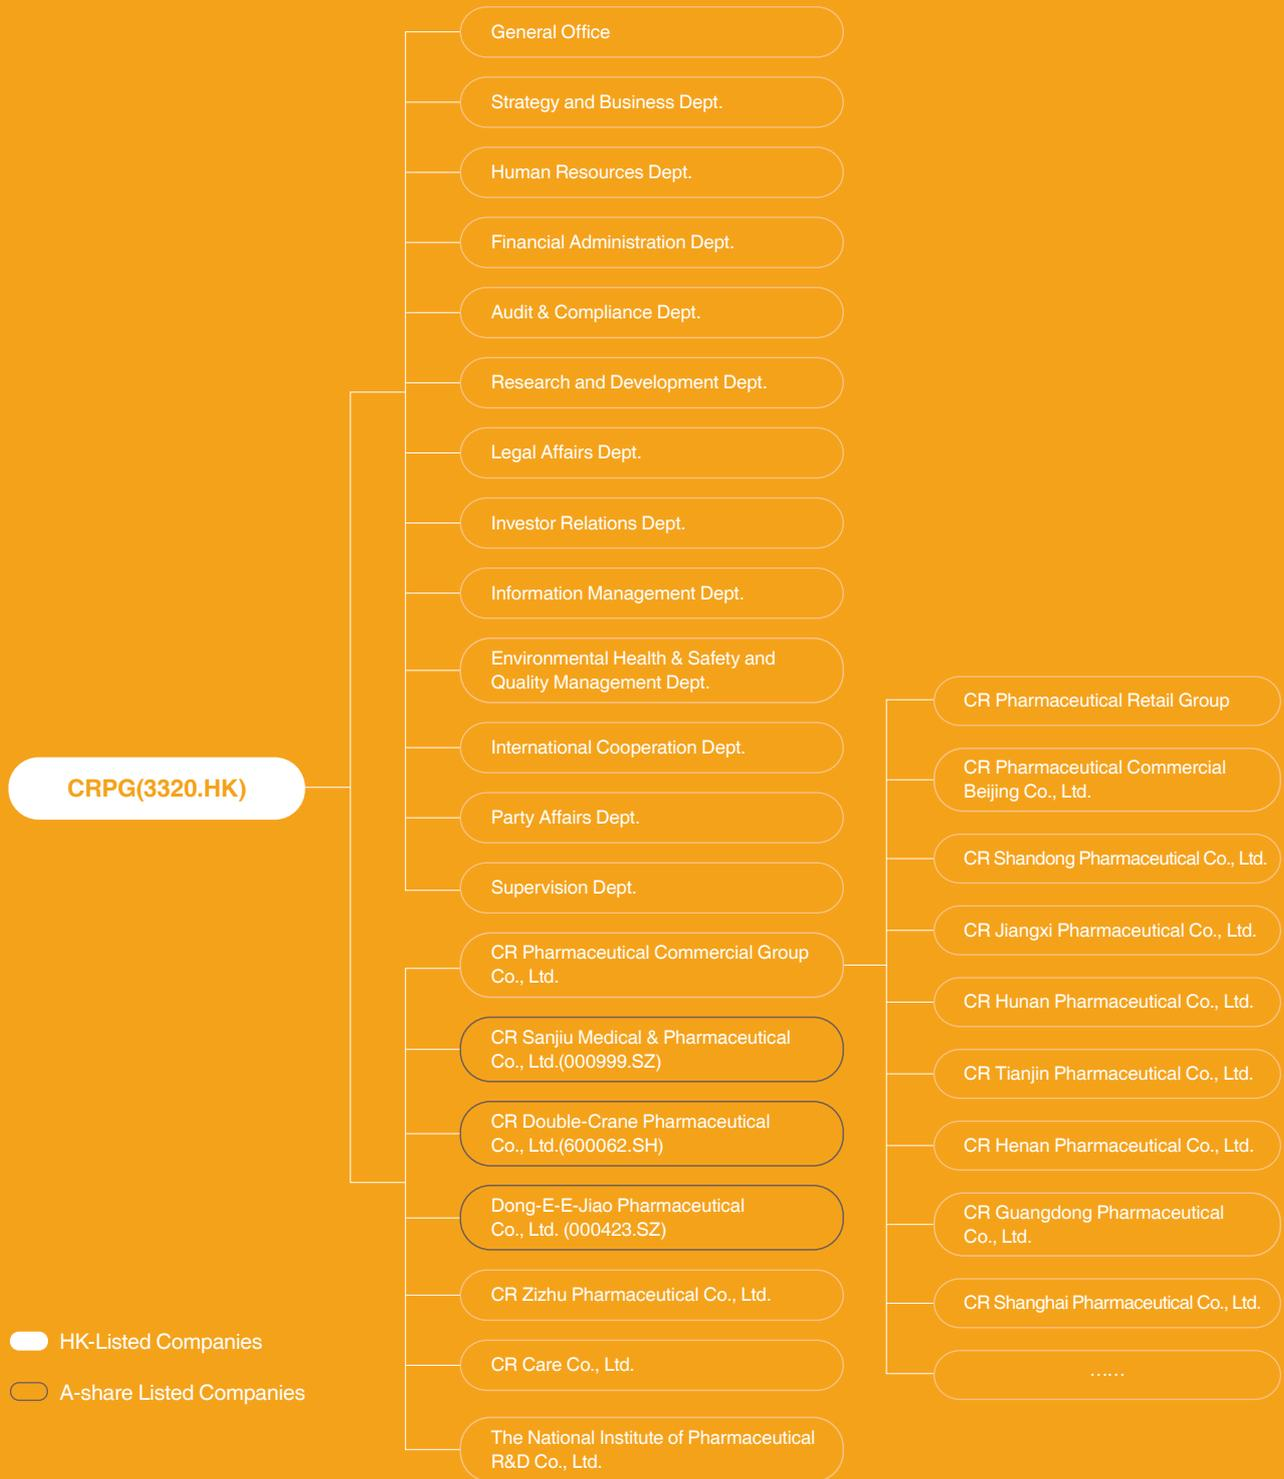 General Office
Strategy and Business Dept.
Human Resources Dept.
Financial Administration Dept.
Audit & Compliance Dept.
Research and Development Dept.
Legal Affairs Dept.
Investor Relations Dept.
Information Management Dept.
Environmental Health & Safety and
Quality Management Dept.
International Cooperation Dept.
CRPG(3320.HK)
Party Affairs Dept.
Supervision Dept.
CR Pharmaceutical Commercial Group
Co., Ltd.
CR Sanjiu Medical & Pharmaceutical
Co., Ltd.(000999.SZ)
CR Double-Crane Pharmaceutical
Co., Ltd.(600062.SH)
Dong-E-E-Jiao Pharmaceutical
Co., Ltd. (000423.SZ)
CR Zizhu Pharmaceutical Co., Ltd.
CR Care Co., Ltd.
The National Institute of Pharmaceutical
R&D Co., Ltd.
CR Pharmaceutical Retail Group
CR Pharmaceutical Commercial
Beijing Co., Ltd.
CR Shandong Pharmaceutical Co., Ltd.
CR Jiangxi Pharmaceutical Co., Ltd.
CR Hunan Pharmaceutical Co., Ltd.
CR Tianjin Pharmaceutical Co., Ltd.
CR Henan Pharmaceutical Co., Ltd.
CR Guangdong Pharmaceutical
Co., Ltd.
CR Shanghai Pharmaceutical Co., Ltd.
……
HK-Listed Companies
A-share Listed Companies